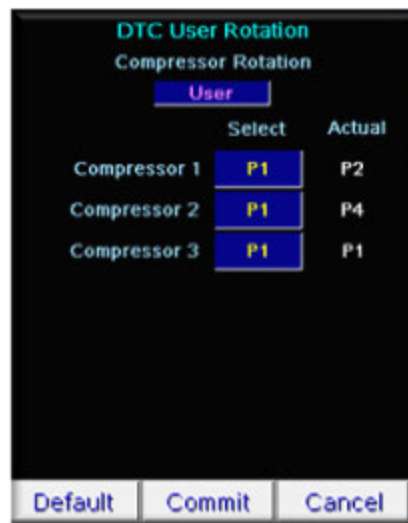 DTC User Rotation
Compressor Rotation
User
Select Actual
Compressor 1 P1 P2
Compressor 2 P1 P4
Compressor 3 P1 P1
Default Commit Cancel